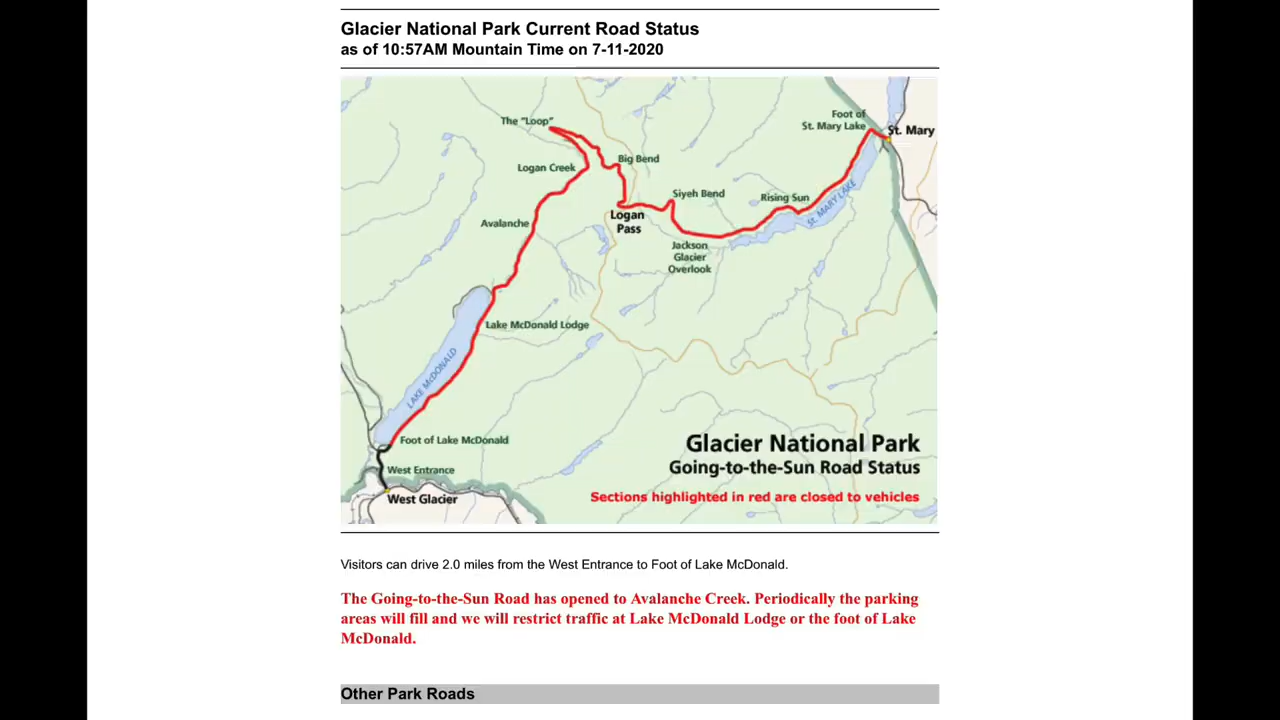 Glacier National Park Current Road Status
as of 10:57AM Mountain Time on 7-11-2020
The "Loop"
Foot of
St. Mary Lake
St. Mary
Logan Creek
Big Bend
Siyeh Bend
Rising Sun
ST. MARY LAKE
Avalanche
Logan
Pass
Jackson
Glacier
Overlook
Lake McDonald Lodge
LAKE McDONALD
Foot of Lake McDonald
West Entrance
West Glacier
Glacier National Park
Going-to-the-Sun Road Status
Sections highlighted in red are closed to vehicles
Visitors can drive 2.0 miles from the West Entrance to Foot of Lake McDonald.
The Going-to-the-Sun Road has opened to Avalanche Creek. Periodically the parking
areas will fill and we will restrict traffic at Lake McDonald Lodge or the foot of Lake
McDonald.
Other Park Roads